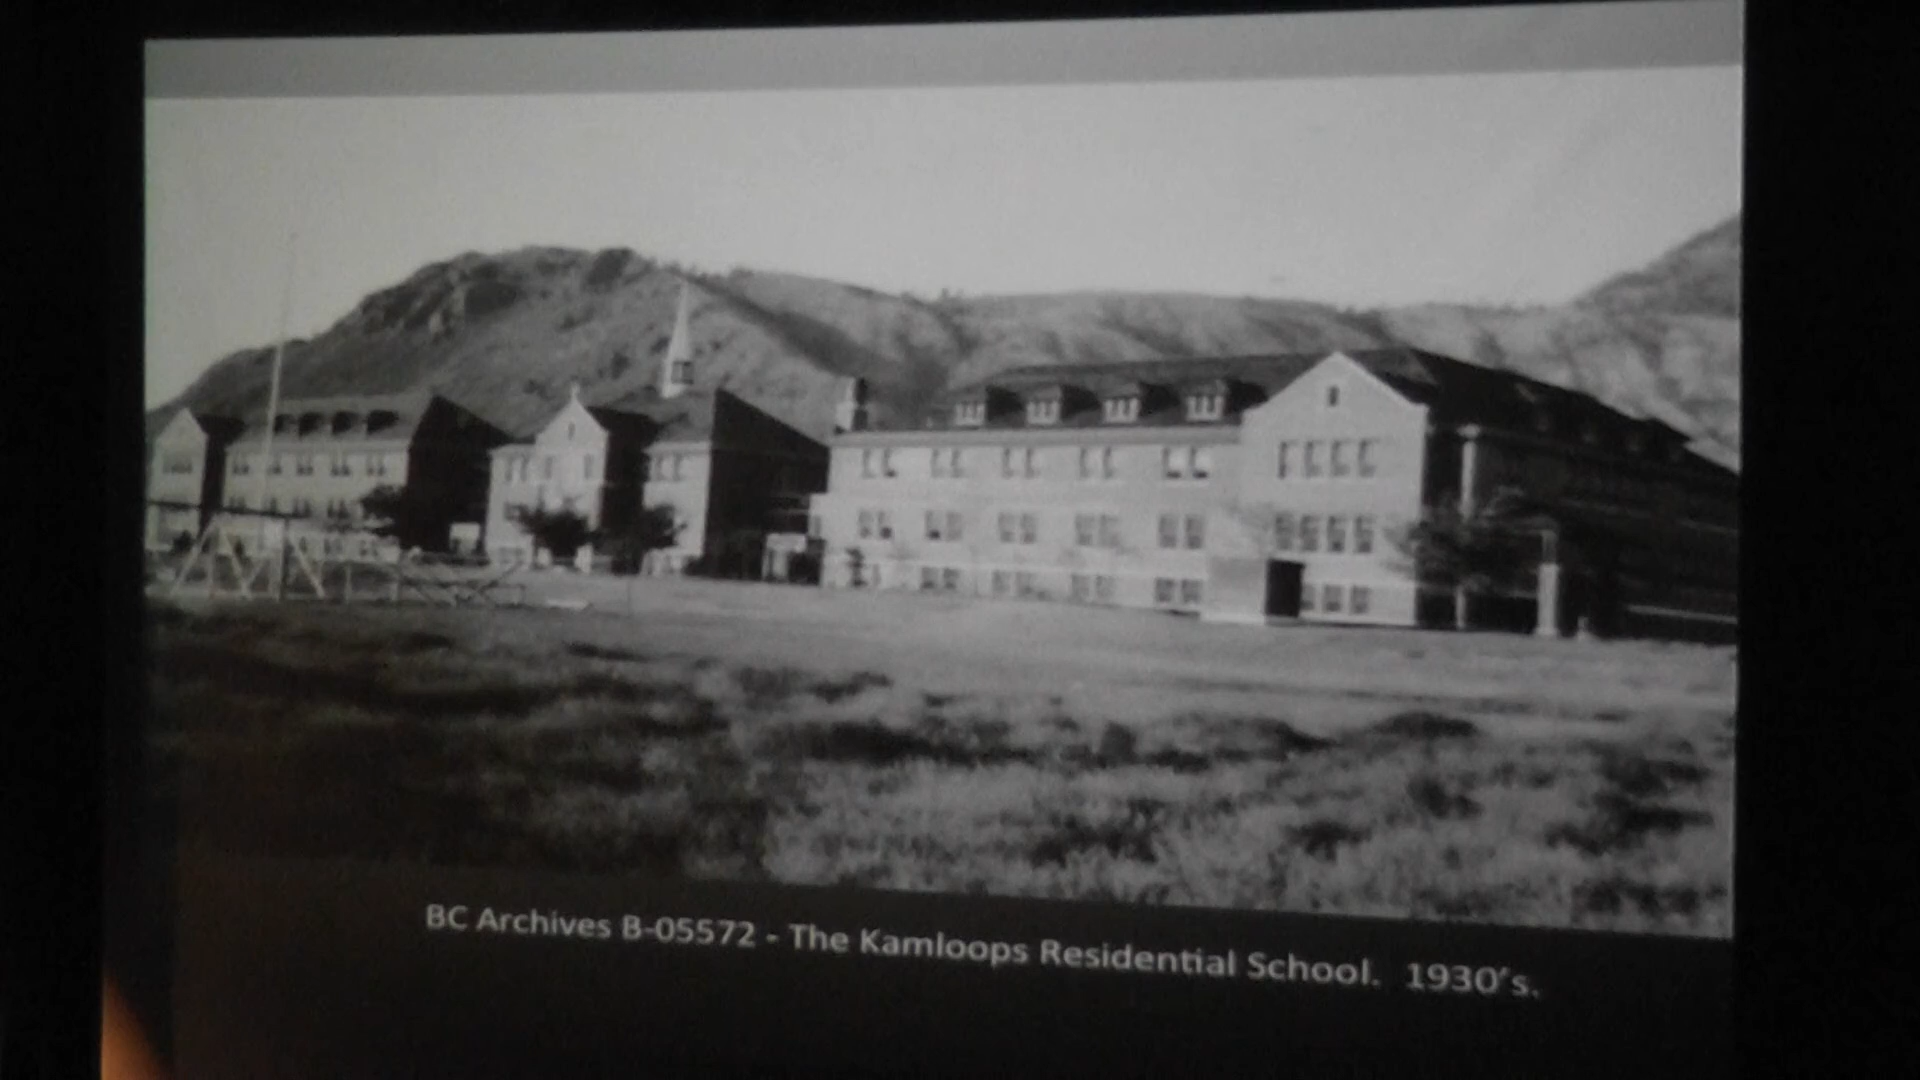 BC Archives B-05572 - The Kamloops Residential School.  1930's.